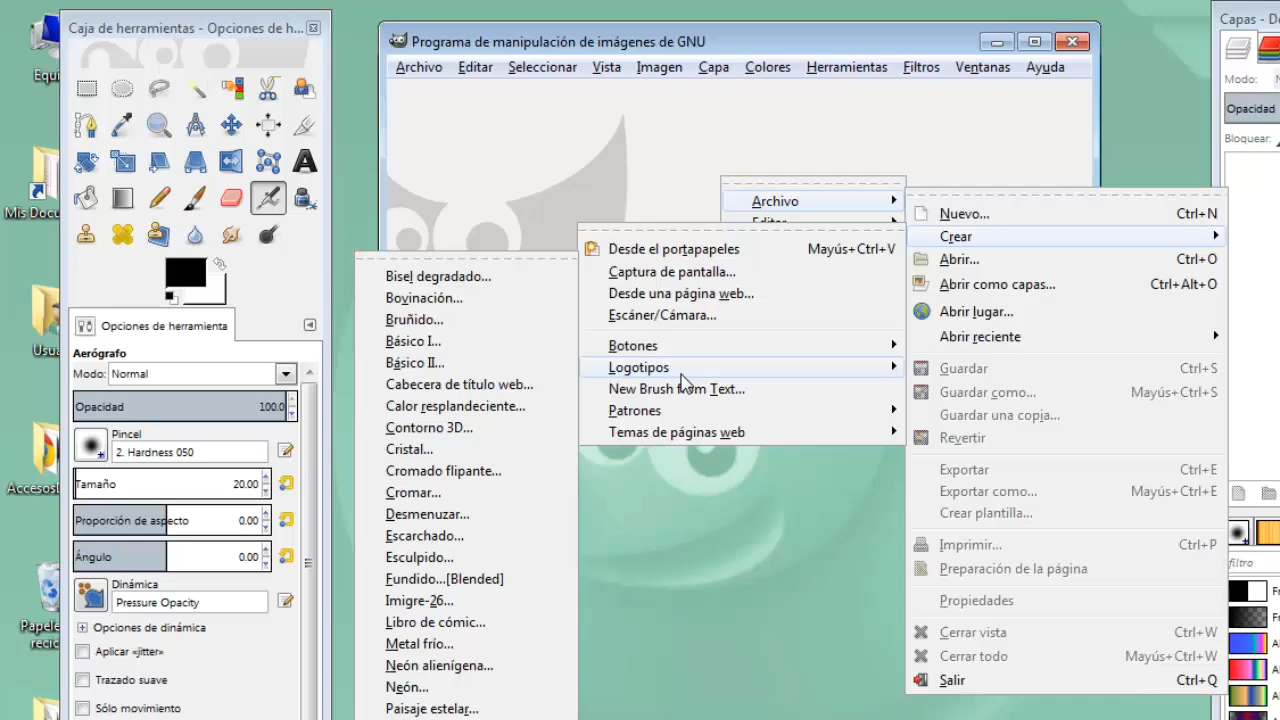 Equi
Mis Docu
Usua
Accesos
Papele
recic
Caja de herramientas - Opciones de h...
Opciones de herramienta
Aerógrafo
Modo: Normal
Opacidad 100.0
Pincel
2. Hardness 050
Tamaño 20.00
Proporción de aspecto 0.00
Ángulo 0.00
Dinámica
Pressure Opacity
Opciones de dinámica
Aplicar «jitter»
Trazado suave
Sólo movimiento
Programa de manipulación de imágenes de GNU
Archivo Editar Seleccionar Vista Imagen Capa Colores Herramientas Filtros Ventanas Ayuda
Archivo
Editar
Nuevo... Ctrl+N
Crear
Abrir... Ctrl+O
Abrir como capas... Ctrl+Alt+O
Abrir lugar...
Abrir reciente
Guardar Ctrl+S
Guardar como... Mayús+Ctrl+S
Guardar una copia...
Revertir
Exportar Ctrl+E
Exportar como... Mayús+Ctrl+E
Crear plantilla...
Imprimir... Ctrl+P
Preparación de la página
Propiedades
Cerrar vista Ctrl+W
Cerrar todo Mayús+Ctrl+W
Salir Ctrl+Q
Desde el portapapeles Mayús+Ctrl+V
Captura de pantalla...
Desde una página web...
Escáner/Cámara...
Botones
Logotipos
New Brush from Text...
Patrones
Temas de páginas web
Bisel degradado...
Bovinación...
Bruñido...
Básico I...
Básico II...
Cabecera de título web...
Calor resplandeciente...
Contorno 3D...
Cristal...
Cromado flipante...
Cromar...
Desmenuzar...
Escarchado...
Esculpido...
Fundido...[Blended]
Imigre-26...
Libro de cómic...
Metal frío...
Neón alienígena...
Neón...
Paisaje estelar...
Capas - De
Modo: N
Opacidad
Bloquear:
filtro